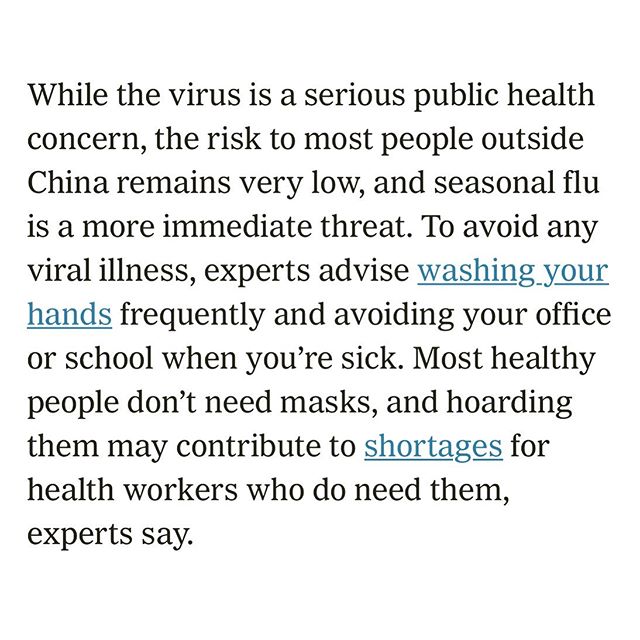 While the virus is a serious public health
concern, the risk to most people outside
China remains very low, and seasonal flu
is a more immediate threat. To avoid any
viral illness, experts advise washing your
hands frequently and avoiding your office
or school when you’re sick. Most healthy
people don’t need masks, and hoarding
them may contribute to shortages for
health workers who do need them,
experts say.